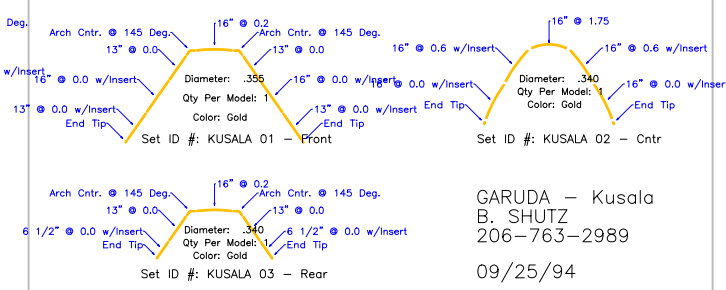 Deg.
16" @ 0.2
Arch Cntr. @ 145 Deg.
Arch Cntr. @ 145 Deg.
13" @ 0.0
13" @ 0.0
w/Insert
16" @ 0.0 w/Insert
16" @ 0.0 w/Insert
Diameter: .355
Qty Per Model: 1
Color: Gold
13" @ 0.0 w/Insert
13" @ 0.0 w/Insert
End Tip
End Tip
Set ID #: KUSALA 01 - Front
16" @ 1.75
16" @ 0.6 w/Insert
16" @ 0.6 w/Insert
16" @ 0.0 w/Insert
16" @ 0.0 w/Insert
Diameter: .340
Qty Per Model: 1
Color: Gold
End Tip
End Tip
Set ID #: KUSALA 02 - Cntr
16" @ 0.2
Arch Cntr. @ 145 Deg.
Arch Cntr. @ 145 Deg.
13" @ 0.0
13" @ 0.0
6 1/2" @ 0.0 w/Insert
6 1/2" @ 0.0 w/Insert
Diameter: .340
Qty Per Model: 1
Color: Gold
End Tip
End Tip
Set ID #: KUSALA 03 - Rear
GARUDA - Kusala
B. SHUTZ
206-763-2989
09/25/94